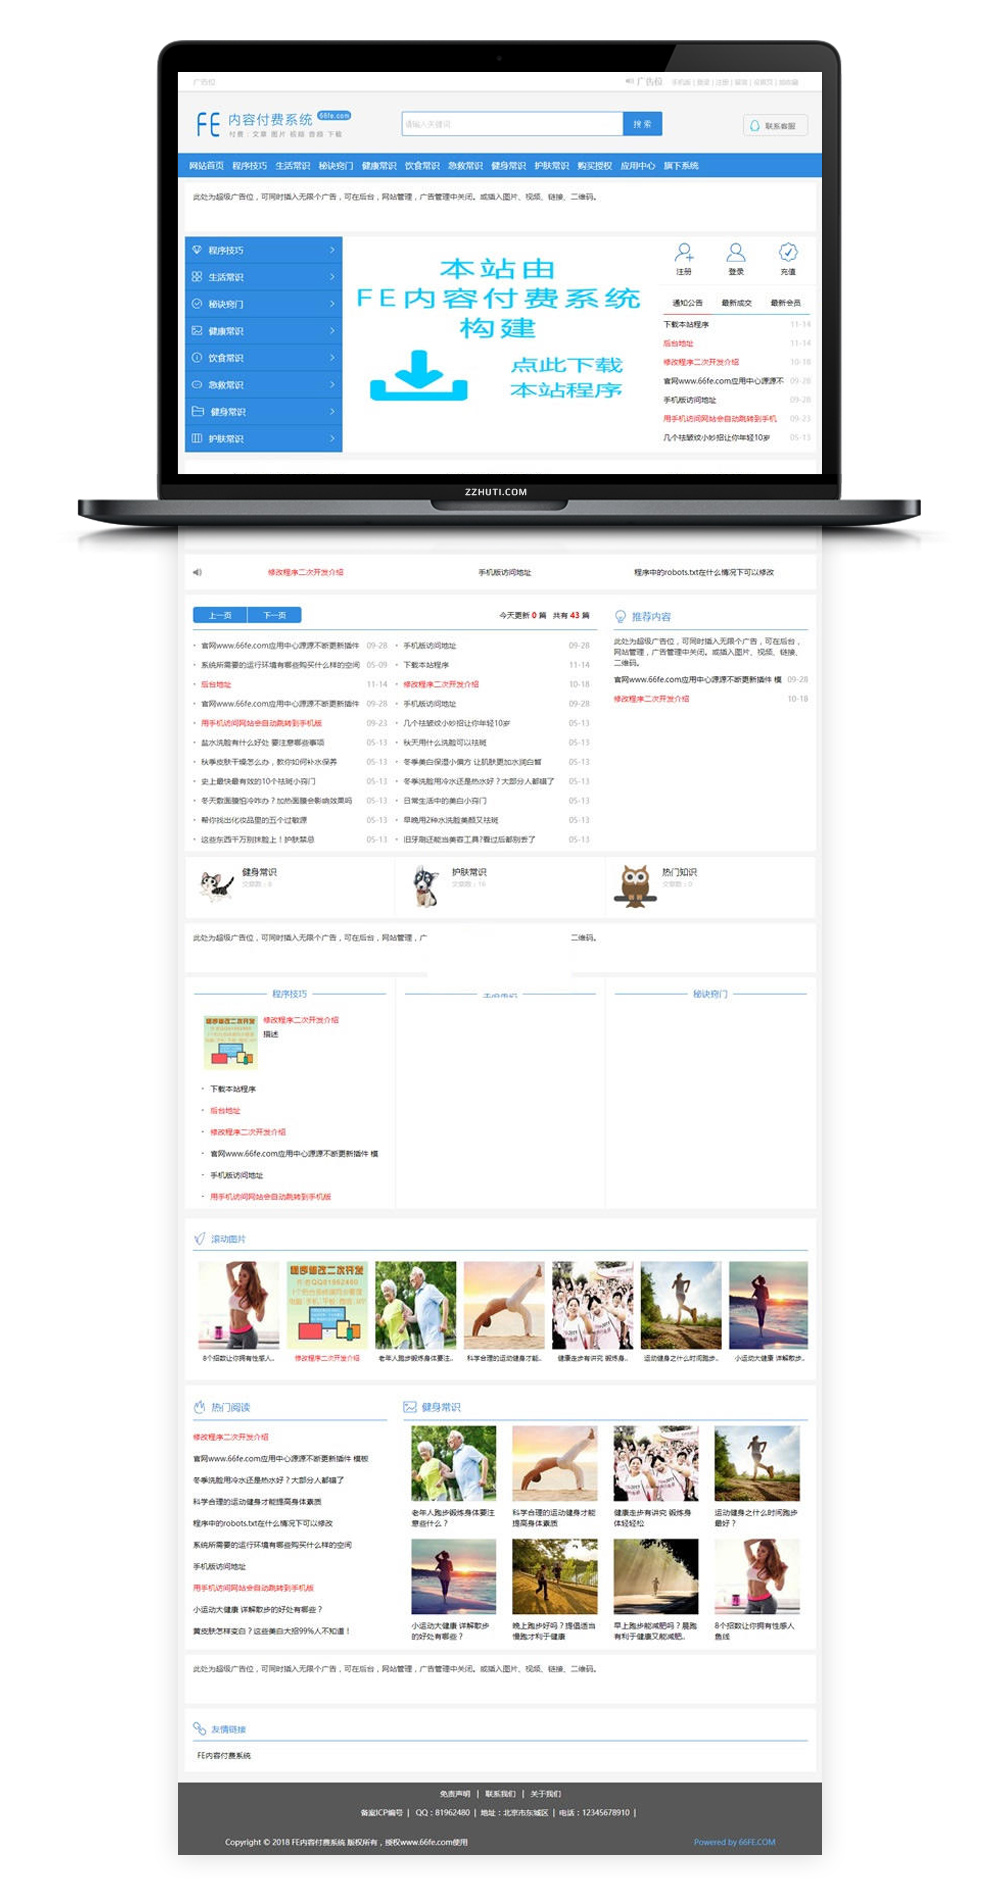 广告位
广告位
手机版 | 登录 | 注册 | 留言 |
FE 内容付费系统 66fe.com
付费：文章 图片 视频 音频 下载
请输入关键词
搜 索
联系客服
网站首页 程序技巧 生活常识 秘诀窍门 健康常识 饮食常识 急救常识 健身常识 护肤常识 购买授权 应用中心 旗下系统
此处为超级广告位，可同时插入无限个广告，可在后台，网站管理，广告管理中关闭。或插入图片、视频、链接、二维码。
程序技巧
生活常识
秘诀窍门
健康常识
饮食常识
急救常识
健身常识
护肤常识
本站由
FE内容付费系统
构建
点此下载
本站程序
注册 登录 充值
通知公告 最新成交 最新会员
下载本站程序 11-14
后台地址 11-14
修改程序二次开发介绍 10-18
官网www.66fe.com应用中心源源不 09-28
手机版访问地址 09-28
用手机访问网站会自动跳转到手机 09-23
几个祛皱纹小妙招让你年轻10岁 05-13
ZZHUTI.COM
修改程序二次开发介绍 手机版访问地址 程序中的robots.txt在什么情况下可以修改
上一页 下一页
今天更新 0 篇 共有 43 篇
官网www.66fe.com应用中心源源不断更新插件 09-28
手机版访问地址 09-28
系统所需要的运行环境有哪些购买什么样的空间 05-09
下载本站程序 11-14
后台地址 11-14
修改程序二次开发介绍 10-18
官网www.66fe.com应用中心源源不断更新插件 09-28
手机版访问地址 09-28
用手机访问网站会自动跳转到手机版 09-23
几个祛皱纹小妙招让你年轻10岁 05-13
盐水洗脸有什么好处 要注意哪些事项 05-13
秋天用什么洗脸可以祛斑 05-13
秋季皮肤干燥怎么办，教你如何补水保养 05-13
冬季美白保湿小偏方 让肌肤更加水润白皙 05-13
史上最快最有效的10个祛斑小窍门 05-13
冬季洗脸用冷水还是热水好？大部分人都错了 05-13
冬天敷面膜怕冷咋办？加热面膜会影响效果吗 05-13
日常生活中的美白小窍门 05-13
帮你找出化妆品里的五个过敏源 05-13
早晚用2种水洗脸美颜又祛斑 05-13
这些东西千万别抹脸上！护肤禁忌 05-13
旧牙刷还能当美容工具?看过后都别丢了 05-13
推荐内容
此处为超级广告位，可同时插入无限个广告，可在后台，
网站管理，广告管理中关闭。或插入图片、视频、链接、
二维码。
官网www.66fe.com应用中心源源不断更新插件 模 09-28
修改程序二次开发介绍 10-18
健身常识
文章数：8
护肤常识
文章数：16
热门知识
文章数：0
此处为超级广告位，可同时插入无限个广告，可在后台，网站管理，广
二维码。
程序技巧
生活常识
秘诀窍门
同步修改二次开发
修改程序二次开发介绍
描述
下载本站程序
后台地址
修改程序二次开发介绍
官网www.66fe.com应用中心源源不断更新插件 模
手机版访问地址
用手机访问网站会自动跳转到手机版
滚动图片
同步修改二次开发
开发QQ81962480
8个招数让你拥有性感人..
修改程序二次开发介绍
老年人跑步锻炼身体要注..
科学合理的运动健身才能..
健康走步有讲究 锻炼身..
运动健身之什么时间跑步..
小运动大健康 详解散步..
热门阅读
修改程序二次开发介绍
官网www.66fe.com应用中心源源不断更新插件 模板
冬季洗脸用冷水还是热水好？大部分人都错了
科学合理的运动健身才能提高身体素质
程序中的robots.txt在什么情况下可以修改
系统所需要的运行环境有哪些购买什么样的空间
手机版访问地址
用手机访问网站会自动跳转到手机版
小运动大健康 详解散步的好处有哪些？
黄皮肤怎样变白？这些美白大招99%人不知道！
健身常识
老年人跑步锻炼身体要注
意些什么？
科学合理的运动健身才能
提高身体素质
健康走步有讲究 锻炼身
体轻轻松
运动健身之什么时间跑步
最好？
小运动大健康 详解散步
的好处有哪些？
晚上跑步好吗？提倡适当
慢跑才利于健康
早上跑步能减肥吗？晨跑
有利于健康又能减肥..
8个招数让你拥有性感人
鱼线
此处为超级广告位，可同时插入无限个广告，可在后台，网站管理，广告管理中关闭。或插入图片、视频、链接、二维码。
友情链接
FE内容付费系统
免责声明 | 联系我们 | 关于我们
备案ICP编号 | QQ：81962480 | 地址：北京市东城区 | 电话：12345678910 |
Copyright © 2018 FE内容付费系统 版权所有，授权www.66fe.com使用
Powered by 66FE.COM